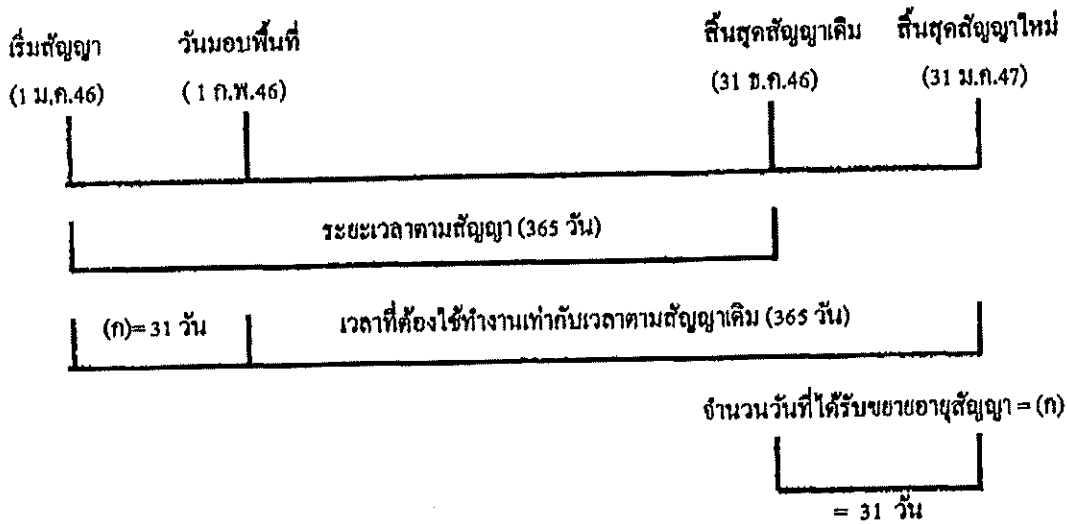 เริ่มสัญญา วันมอบพื้นที่ สิ้นสุดสัญญาเดิม สิ้นสุดสัญญาใหม่
(1 ม.ค.46) ( 1 ก.พ.46) (31 ธ.ค.46) (31 ม.ค.47)
ระยะเวลาตามสัญญา (365 วัน)
(ก)= 31 วัน เวลาที่ต้องใช้ทำงานเท่ากับเวลาตามสัญญาเดิม (365 วัน)
จำนวนวันที่ได้รับขยายอายุสัญญา = (ก)
= 31 วัน